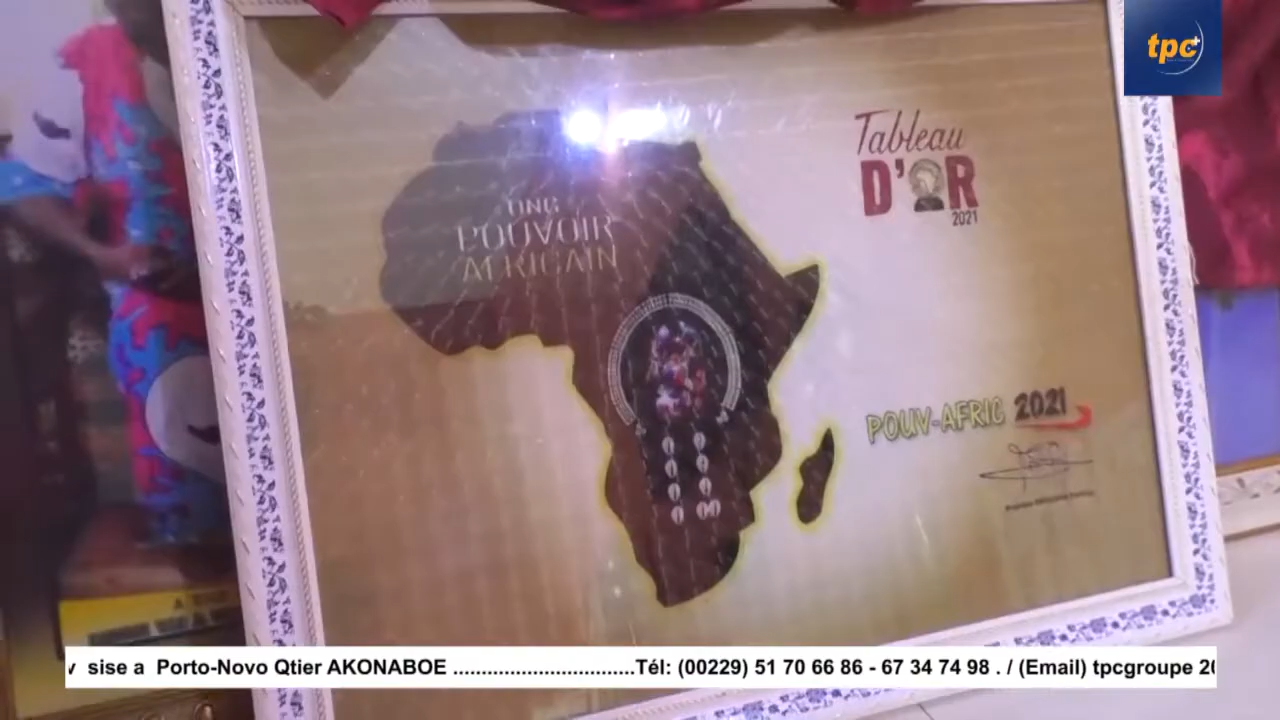 tpc+
Tableau
D'OR
2021
ONG
POUVOIR
AFRICAIN
POUV-AFRIC 2021
sise a Porto-Novo Qtier AKONABOE ................................Tél: (00229) 51 70 66 86 - 67 34 74 98 . / (Email) tpcgroupe